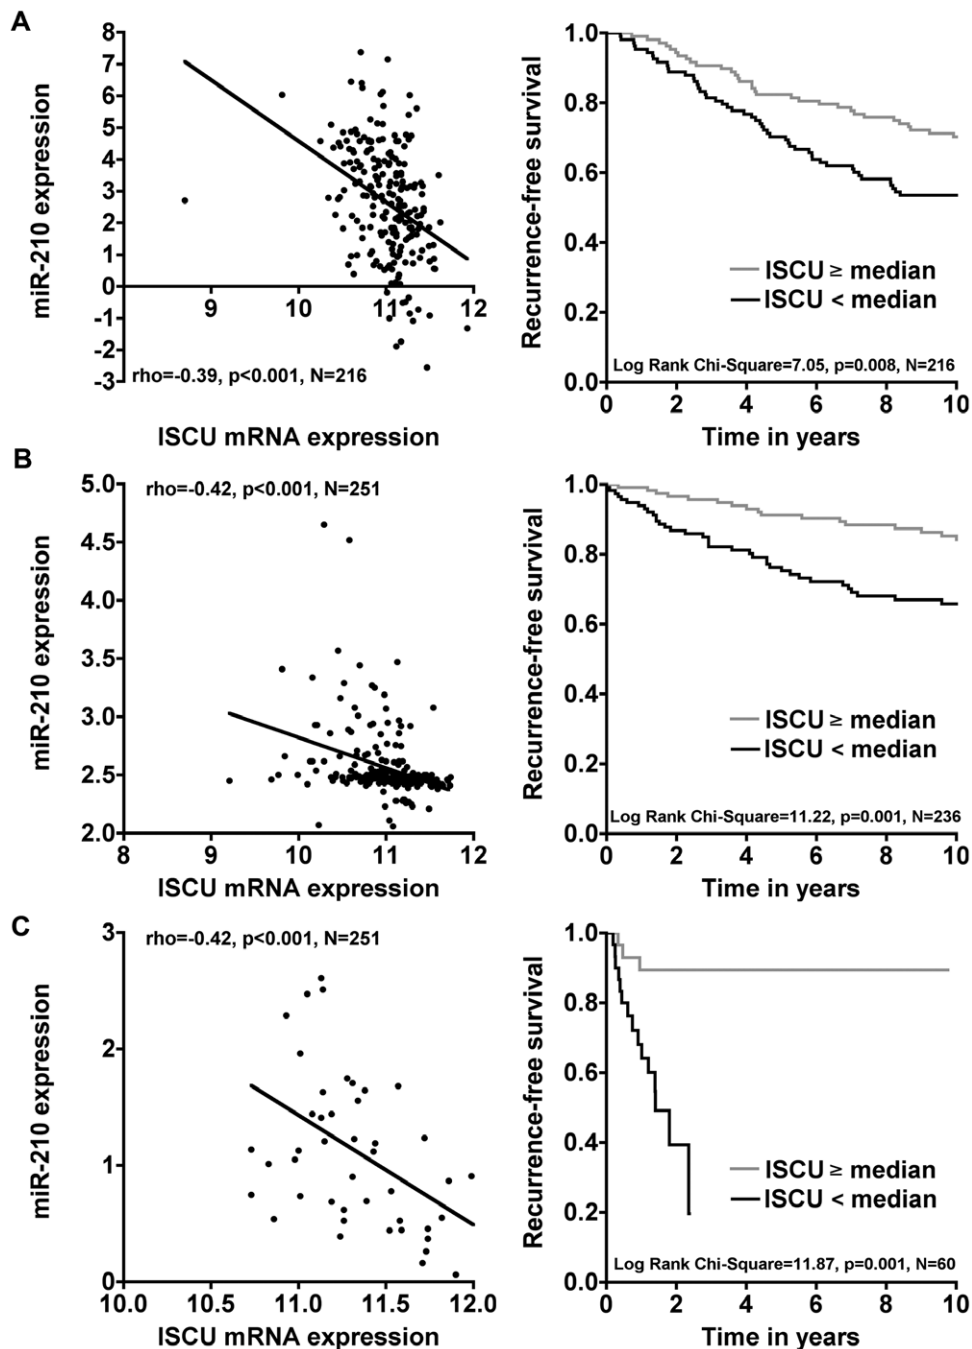 A
miR-210 expression
8
7
6
5
4
3
2
1
0
-1
-2
-3
9
10
11
12
rho=-0.39, p<0.001, N=216
ISCU mRNA expression
Recurrence-free survival
1.0
0.8
0.6
0.4
0.2
0.0
ISCU ≥ median
ISCU < median
Log Rank Chi-Square=7.05, p=0.008, N=216
0
2
4
6
8
10
Time in years
B
miR-210 expression
5.0
4.5
4.0
3.5
3.0
2.5
2.0
rho=-0.42, p<0.001, N=251
8
9
10
11
12
ISCU mRNA expression
Recurrence-free survival
1.0
0.8
0.6
0.4
0.2
0.0
ISCU ≥ median
ISCU < median
Log Rank Chi-Square=11.22, p=0.001, N=236
0
2
4
6
8
10
Time in years
C
miR-210 expression
3
2
1
0
rho=-0.42, p<0.001, N=251
10.0
10.5
11.0
11.5
12.0
ISCU mRNA expression
Recurrence-free survival
1.0
0.8
0.6
0.4
0.2
0.0
ISCU ≥ median
ISCU < median
Log Rank Chi-Square=11.87, p=0.001, N=60
0
2
4
6
8
10
Time in years